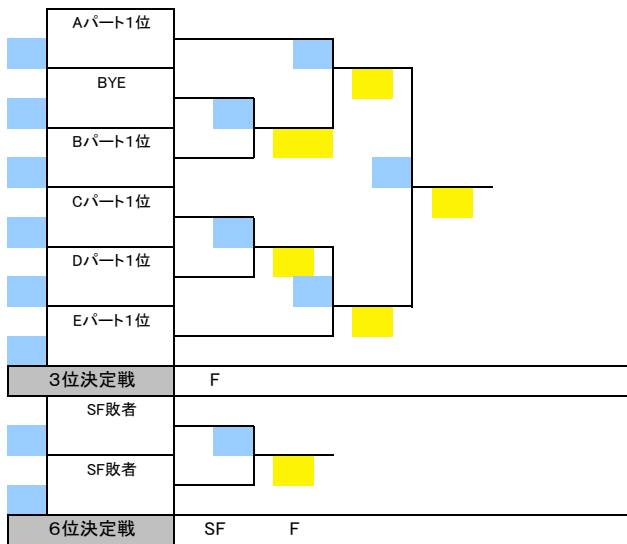 Aパート1位
BYE
Bパート1位
Cパート1位
Dパート1位
Eパート1位
3位決定戦 F
SF敗者
SF敗者
6位決定戦 SF F